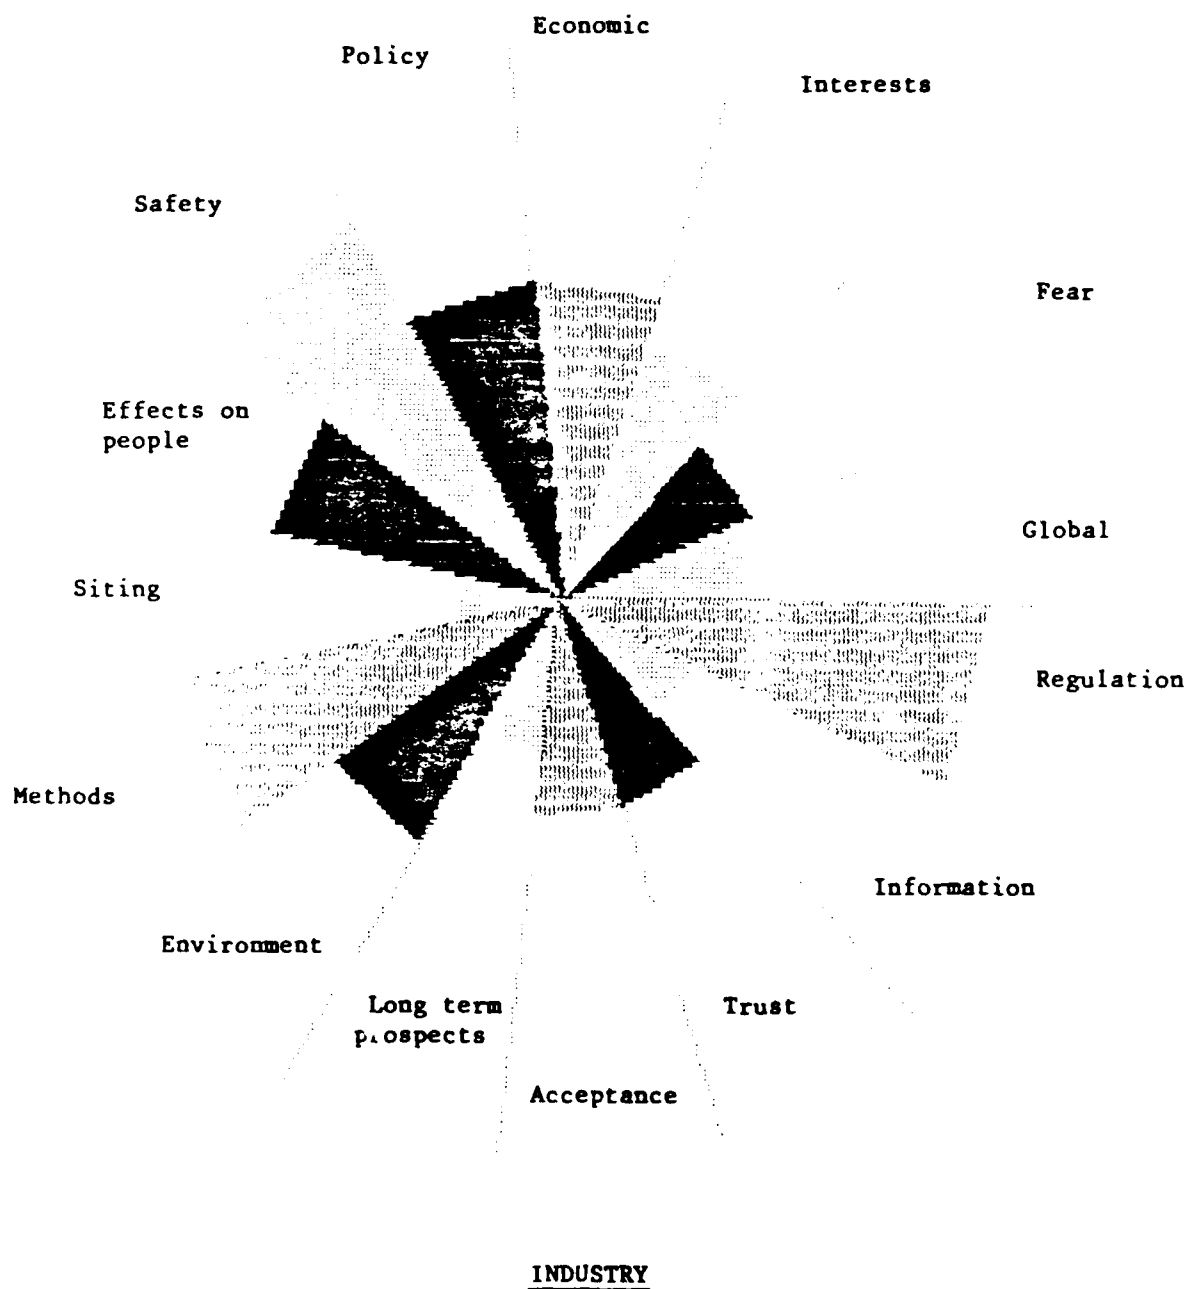 Economic
Policy
Interests
Safety
Fear
Effects on
people
Global
Siting
Regulation
Methods
Information
Environment
Long term
prospects
Trust
Acceptance
INDUSTRY